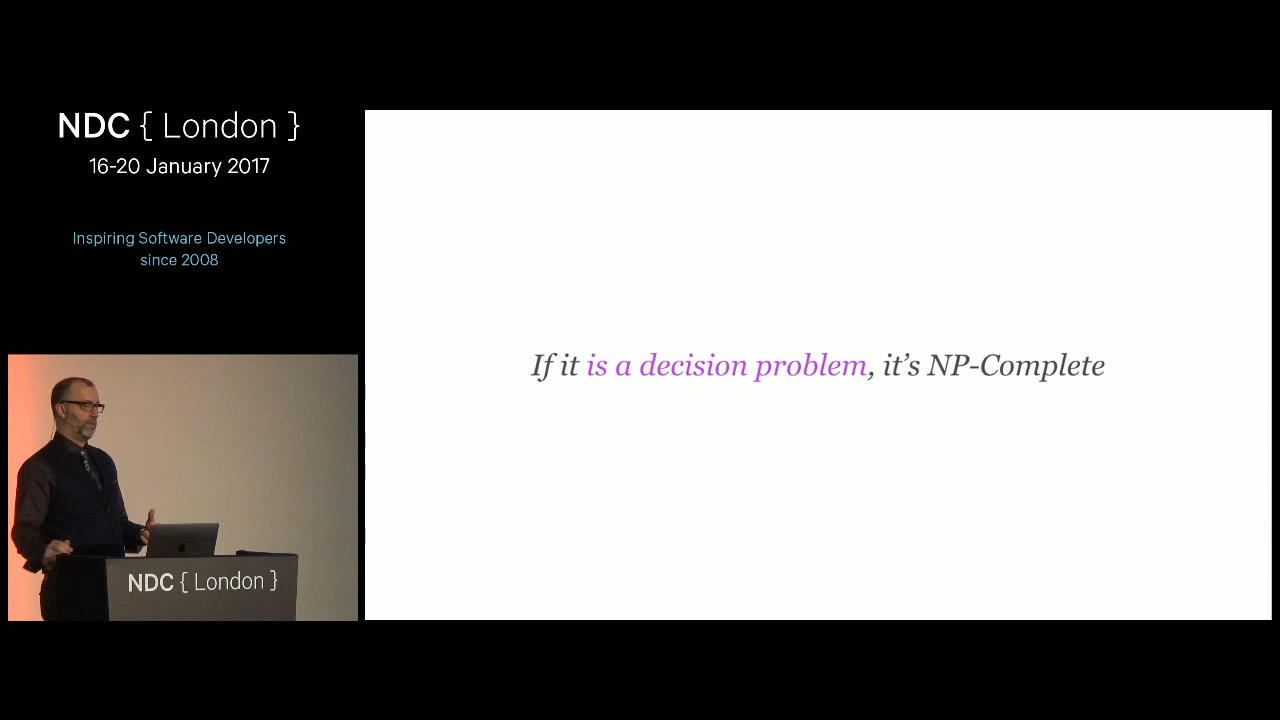 NDC { London }
16-20 January 2017
Inspiring Software Developers
since 2008
If it is a decision problem, it’s NP-Complete
NDC { London }